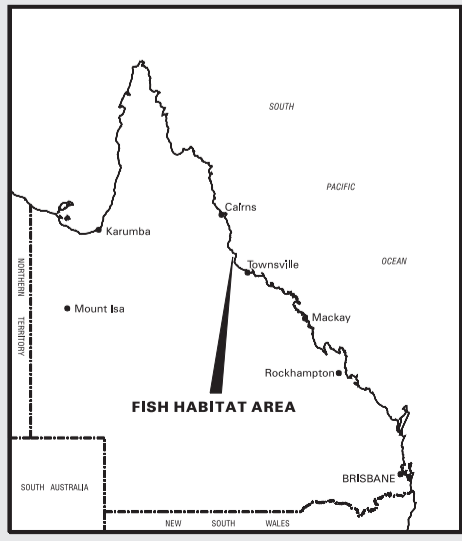 SOUTH
PACIFIC
OCEAN
Cairns
Karumba
Townsville
NORTHERN TERRITORY
Mount Isa
Mackay
Rockhampton
FISH HABITAT AREA
BRISBANE
SOUTH AUSTRALIA
NEW SOUTH WALES